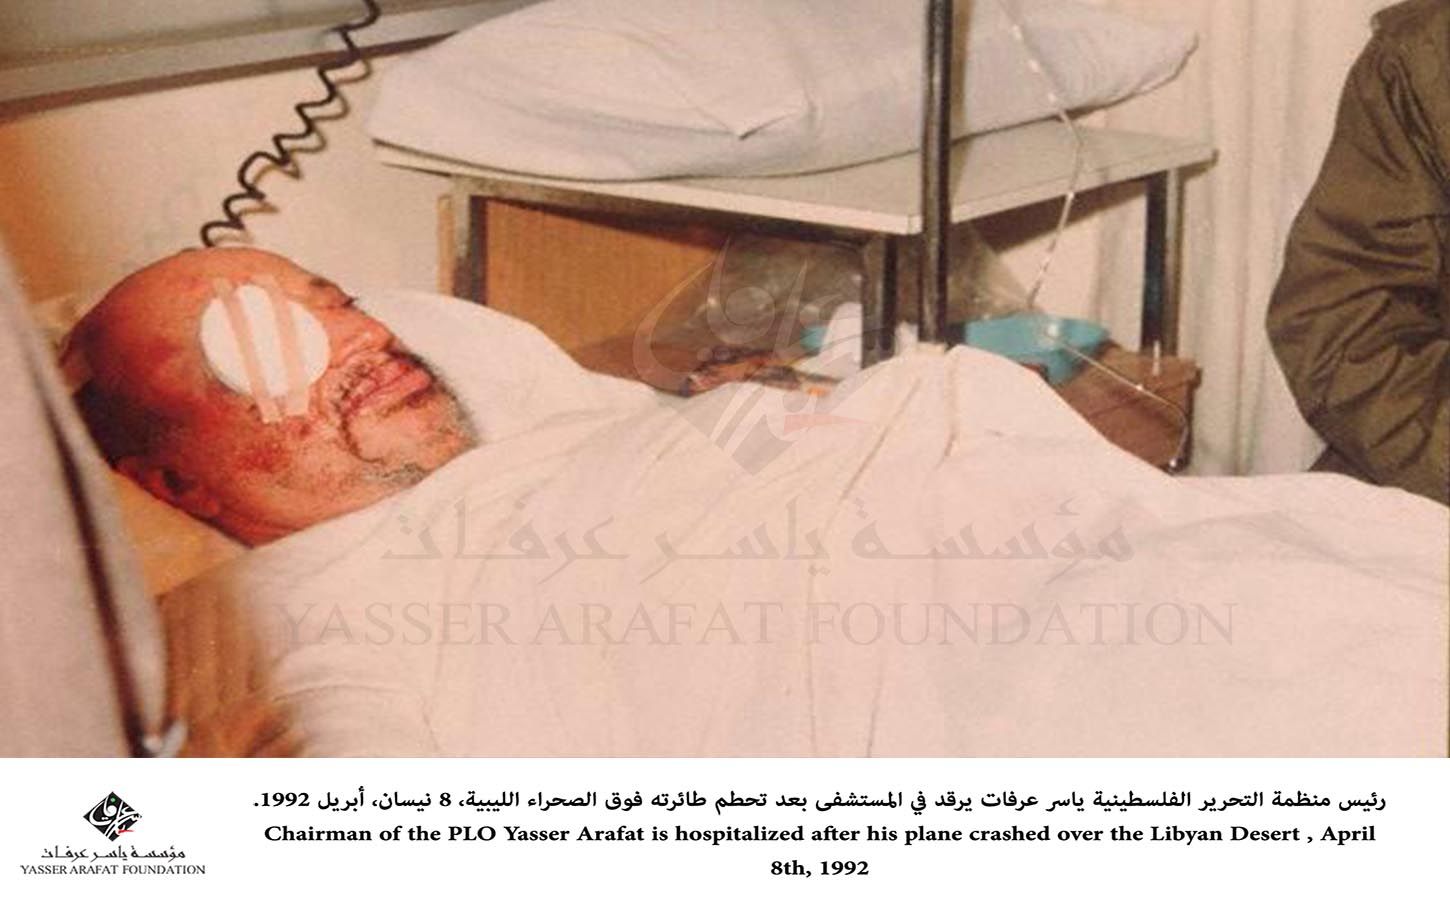 مؤسسة ياسر عرفات
YASSER ARAFAT FOUNDATION
رئيس منظمة التحرير الفلسطينية ياسر عرفات يرقد في المستشفى بعد تحطم طائرته فوق الصحراء الليبية، 8 نيسان، أبريل 1992.
Chairman of the PLO Yasser Arafat is hospitalized after his plane crashed over the Libyan Desert , April
8th, 1992
مؤسسة ياسر عرفات
YASSER ARAFAT FOUNDATION